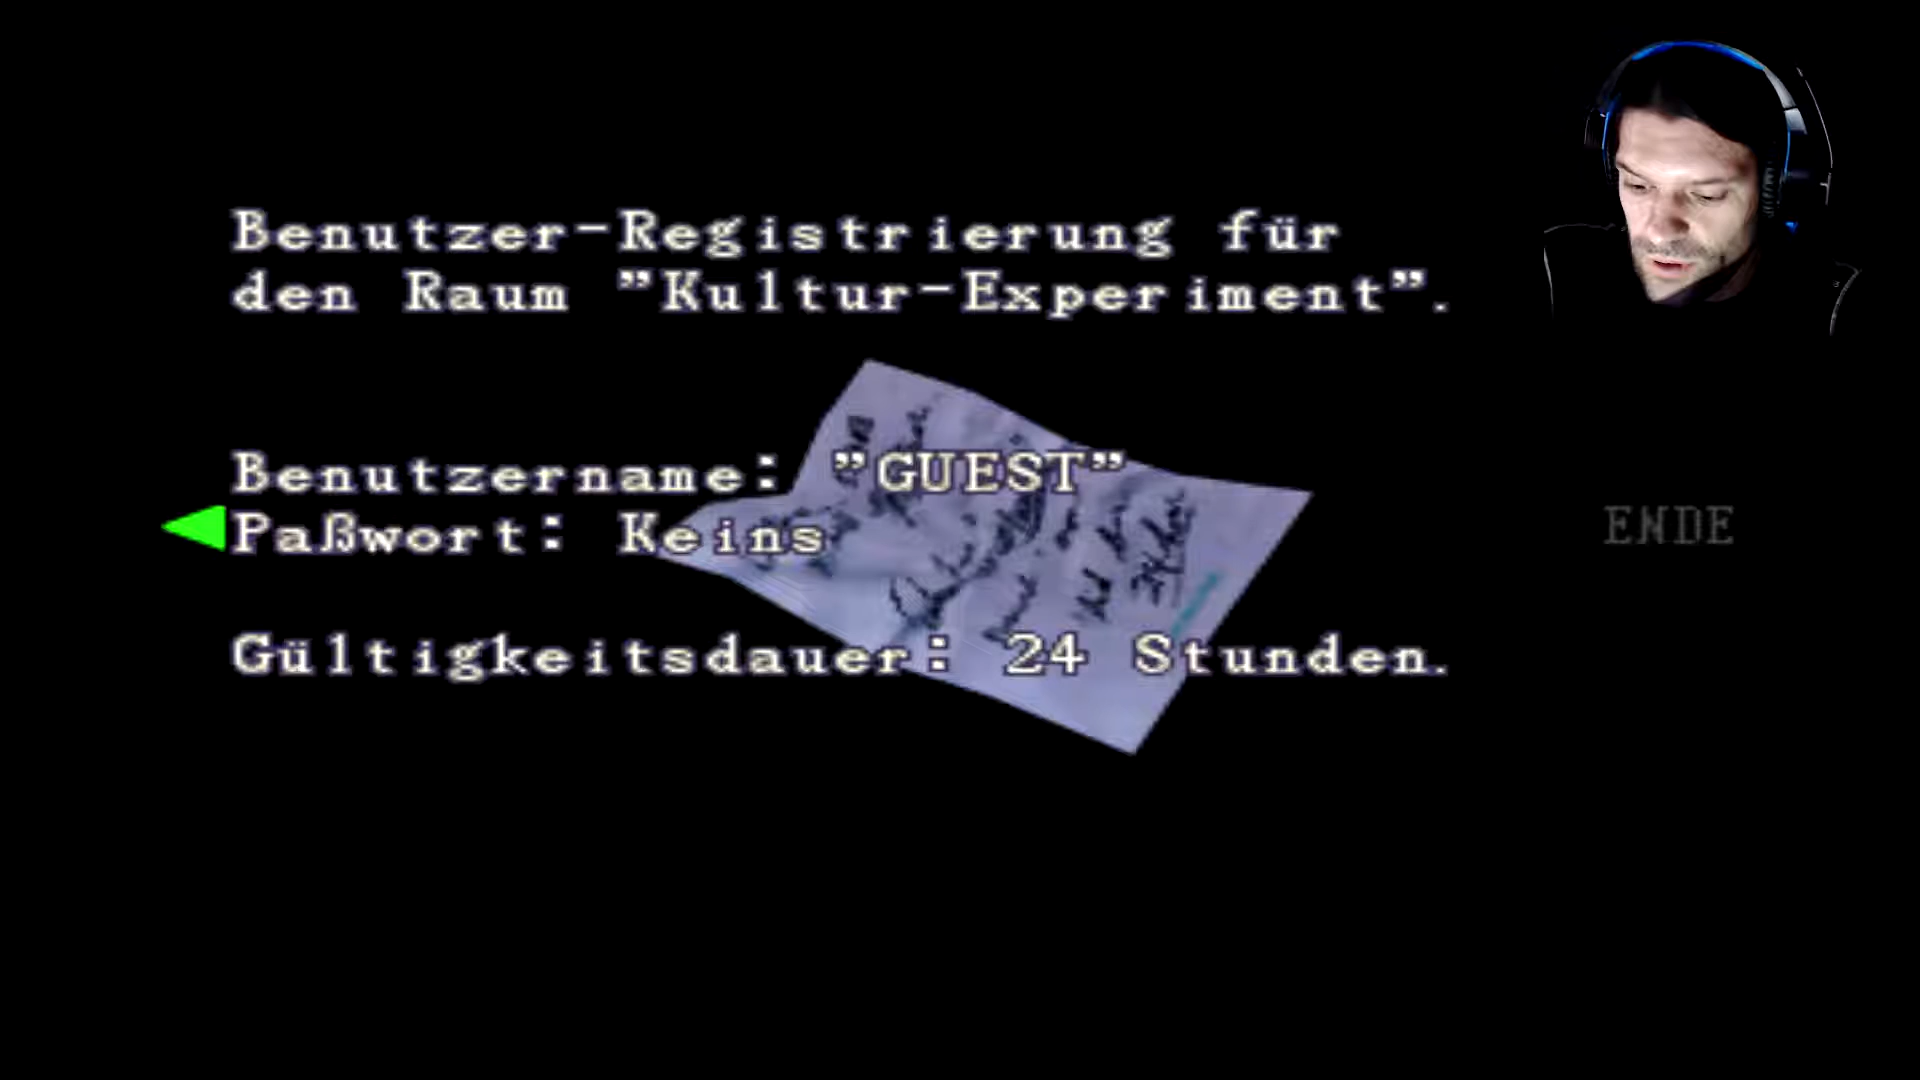 Benutzer-Registrierung für
den Raum ”Kultur-Experiment”.
Benutzername: ”GUEST”
Paßwort: Keins
ENDE
Gültigkeitsdauer: 24 Stunden.